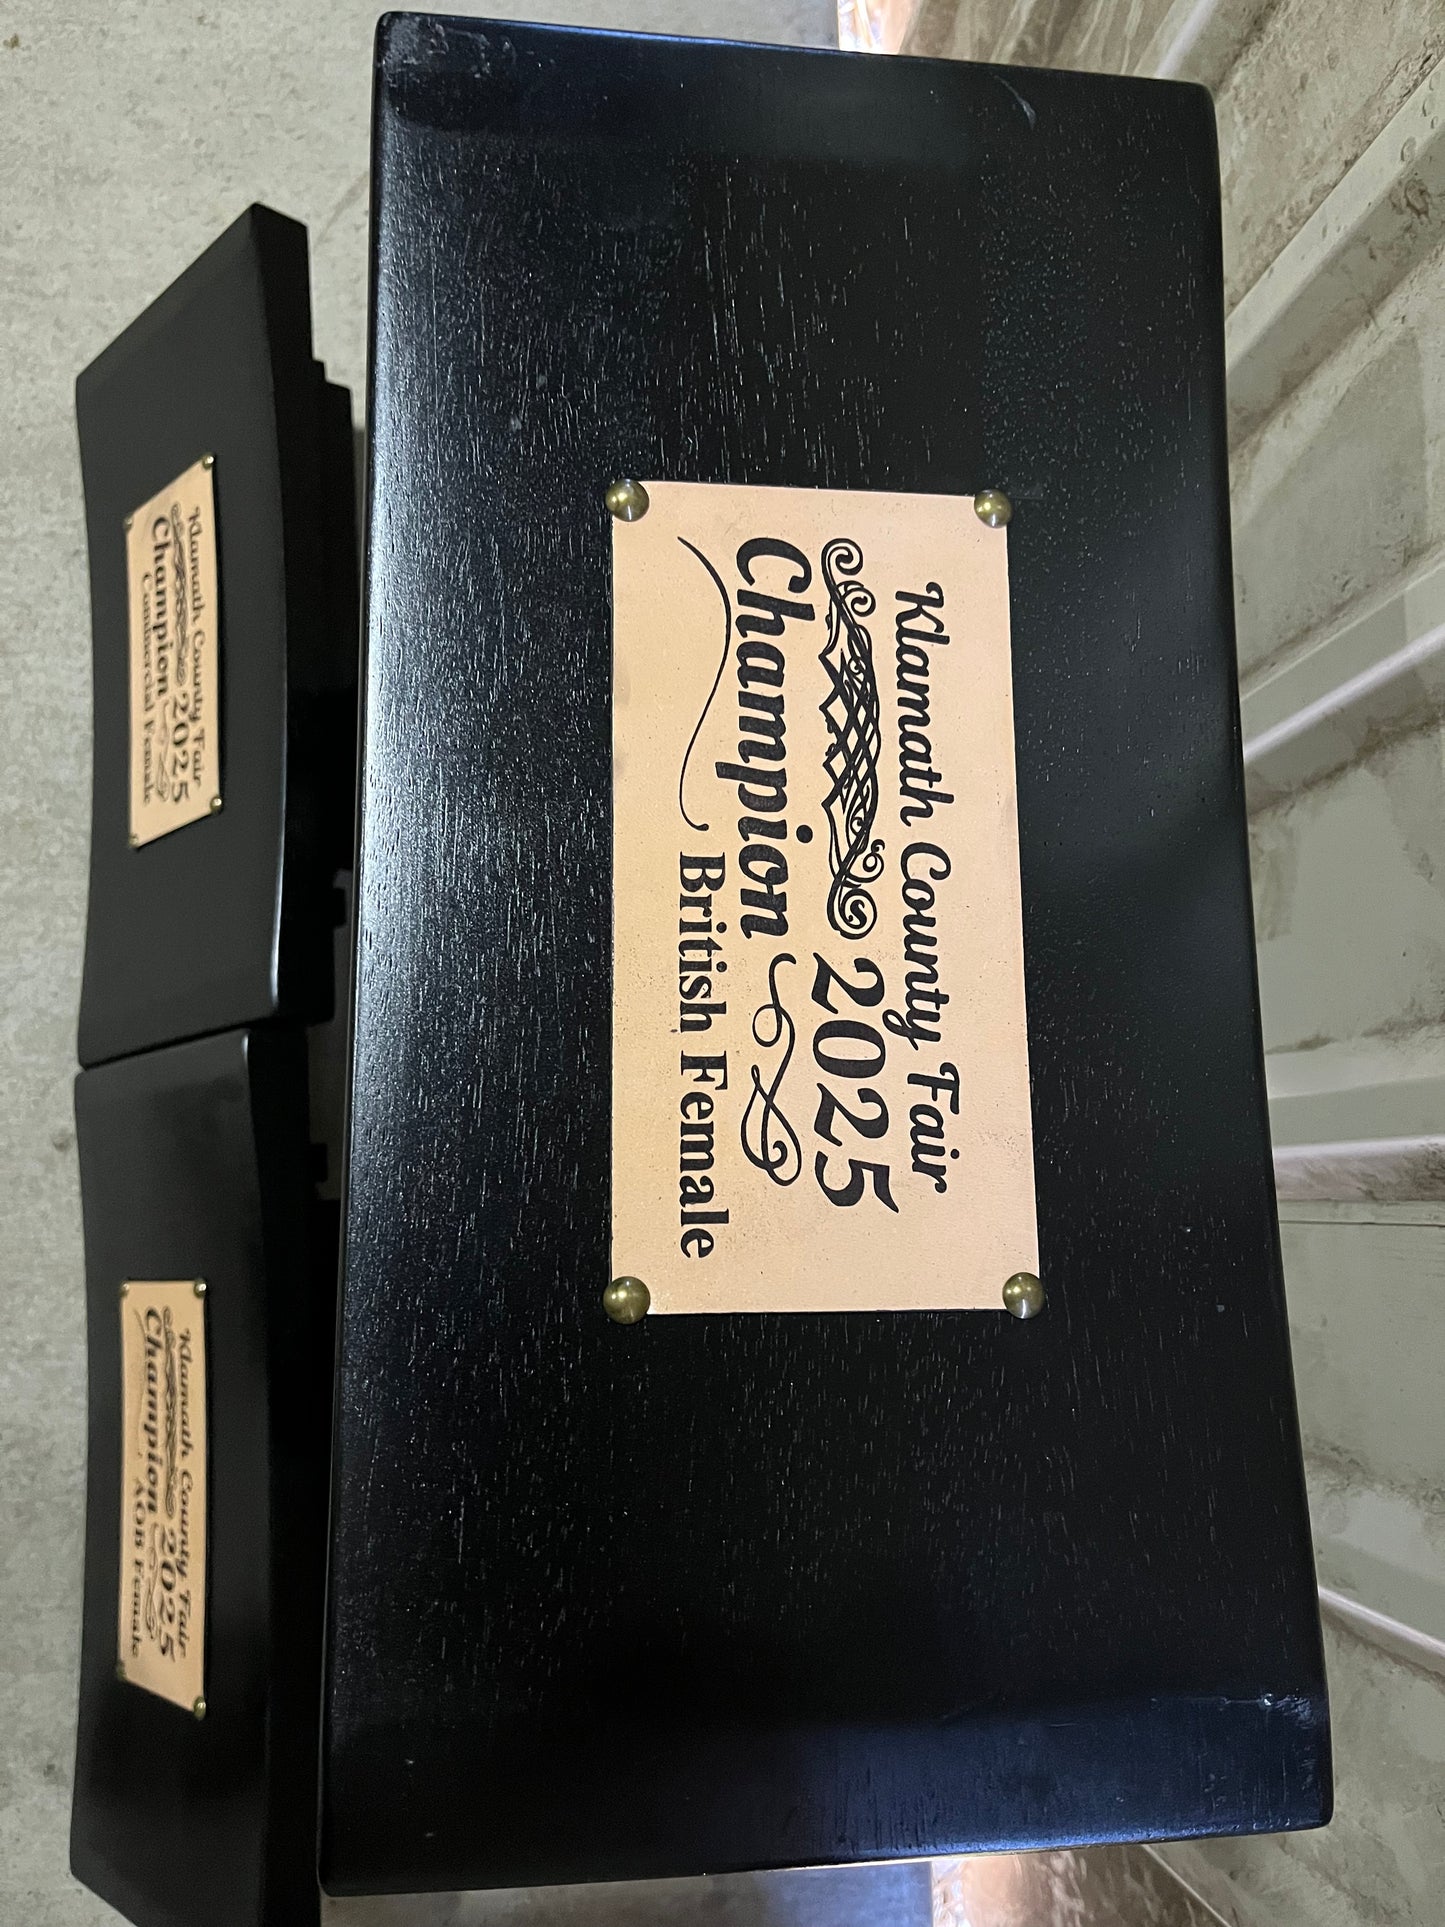 Klamath County Fair
2025
Champion
British Female
Klamath County Fair
2025
Champion
Commercial Female
Klamath County Fair
2025
Champion
AOB Female